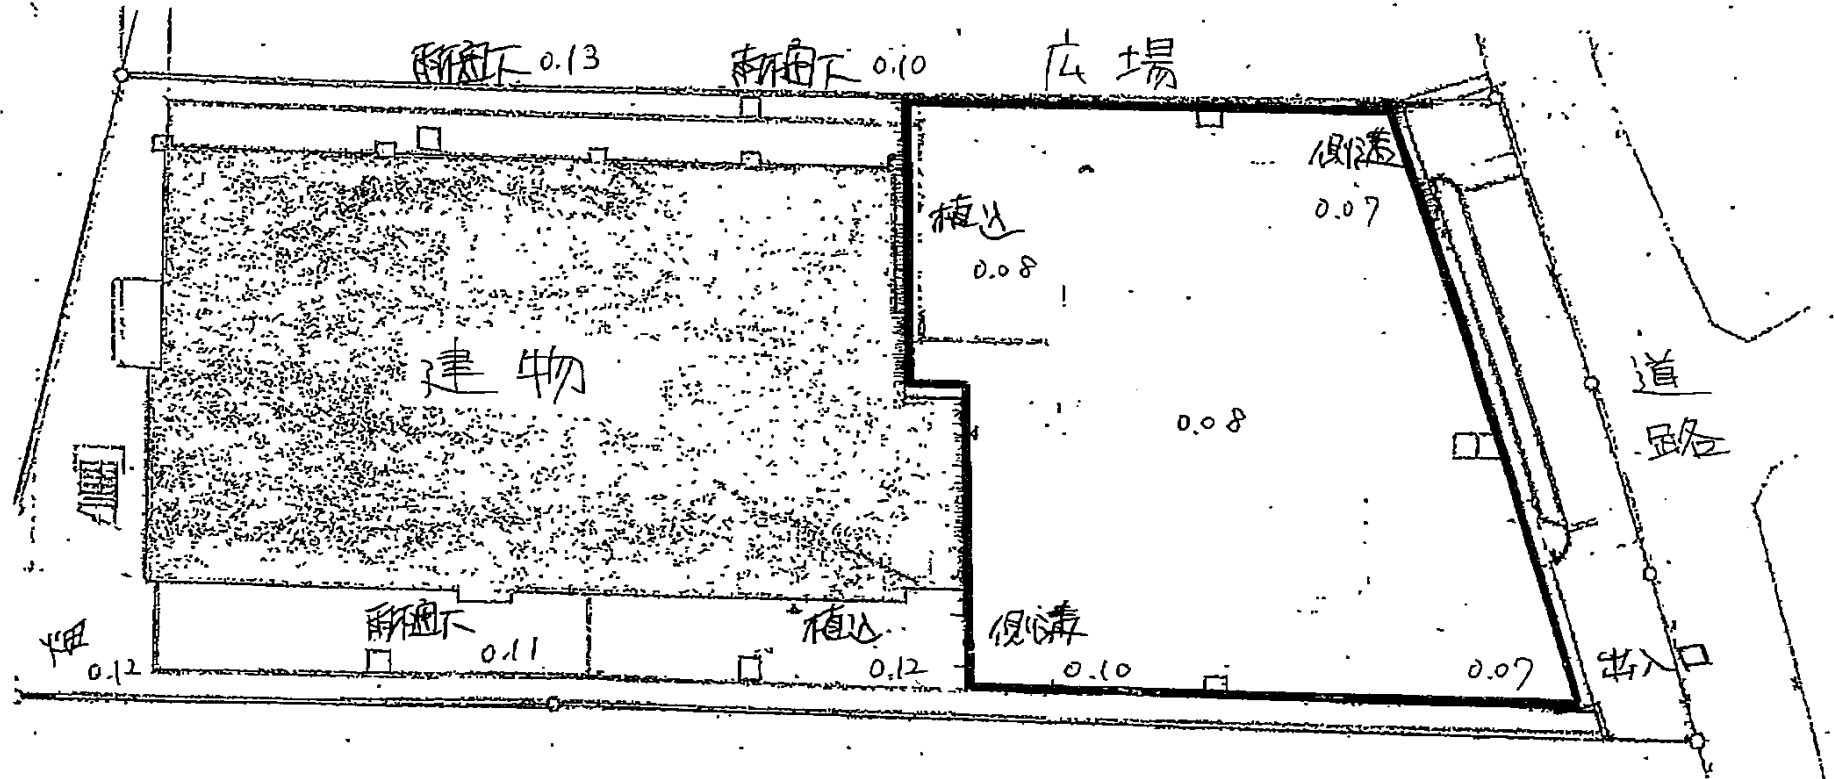 雨樋下 0.13
雨樋下 0.10
広場
側溝
0.07
植込
0.08
建物
0.08
道路
雨樋下
0.11
植込
0.12
側溝
0.10
0.07
出入口
畑
0.12